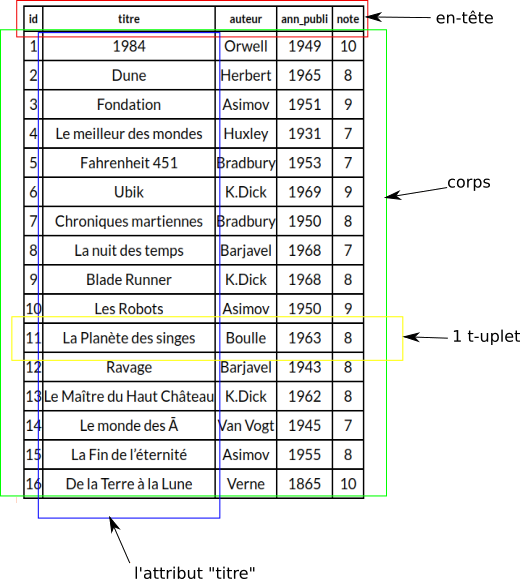 id titre auteur ann_publi note
en-tête
1 1984 Orwell 1949 10
2 Dune Herbert 1965 8
3 Fondation Asimov 1951 9
4 Le meilleur des mondes Huxley 1931 7
5 Fahrenheit 451 Bradbury 1953 7
corps
6 Ubik K.Dick 1969 9
7 Chroniques martiennes Bradbury 1950 8
8 La nuit des temps Barjavel 1968 7
9 Blade Runner K.Dick 1968 8
10 Les Robots Asimov 1950 9
11 La Planète des singes Boulle 1963 8
1 t-uplet
12 Ravage Barjavel 1943 8
13 Le Maître du Haut Château K.Dick 1962 8
14 Le monde des Ã Van Vogt 1945 7
15 La Fin de l'éternité Asimov 1955 8
16 De la Terre à la Lune Verne 1865 10
l'attribut "titre"